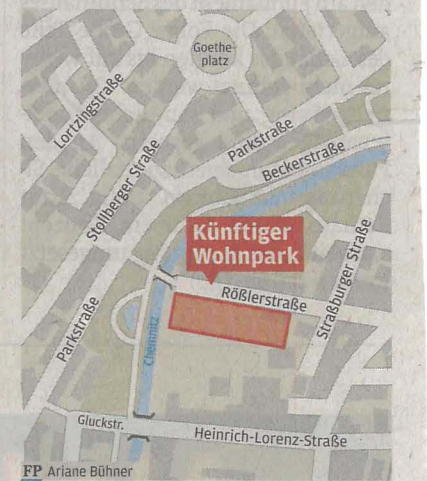 Goethe-
platz
Lortzingstraße
Stollberger Straße
Parkstraße
Beckerstraße
Künftiger
Wohnpark
Rößlerstraße
Straßburger Straße
Parkstraße
Chemnitz
Gluckstr.
Heinrich-Lorenz-Straße
FP Ariane Bühner